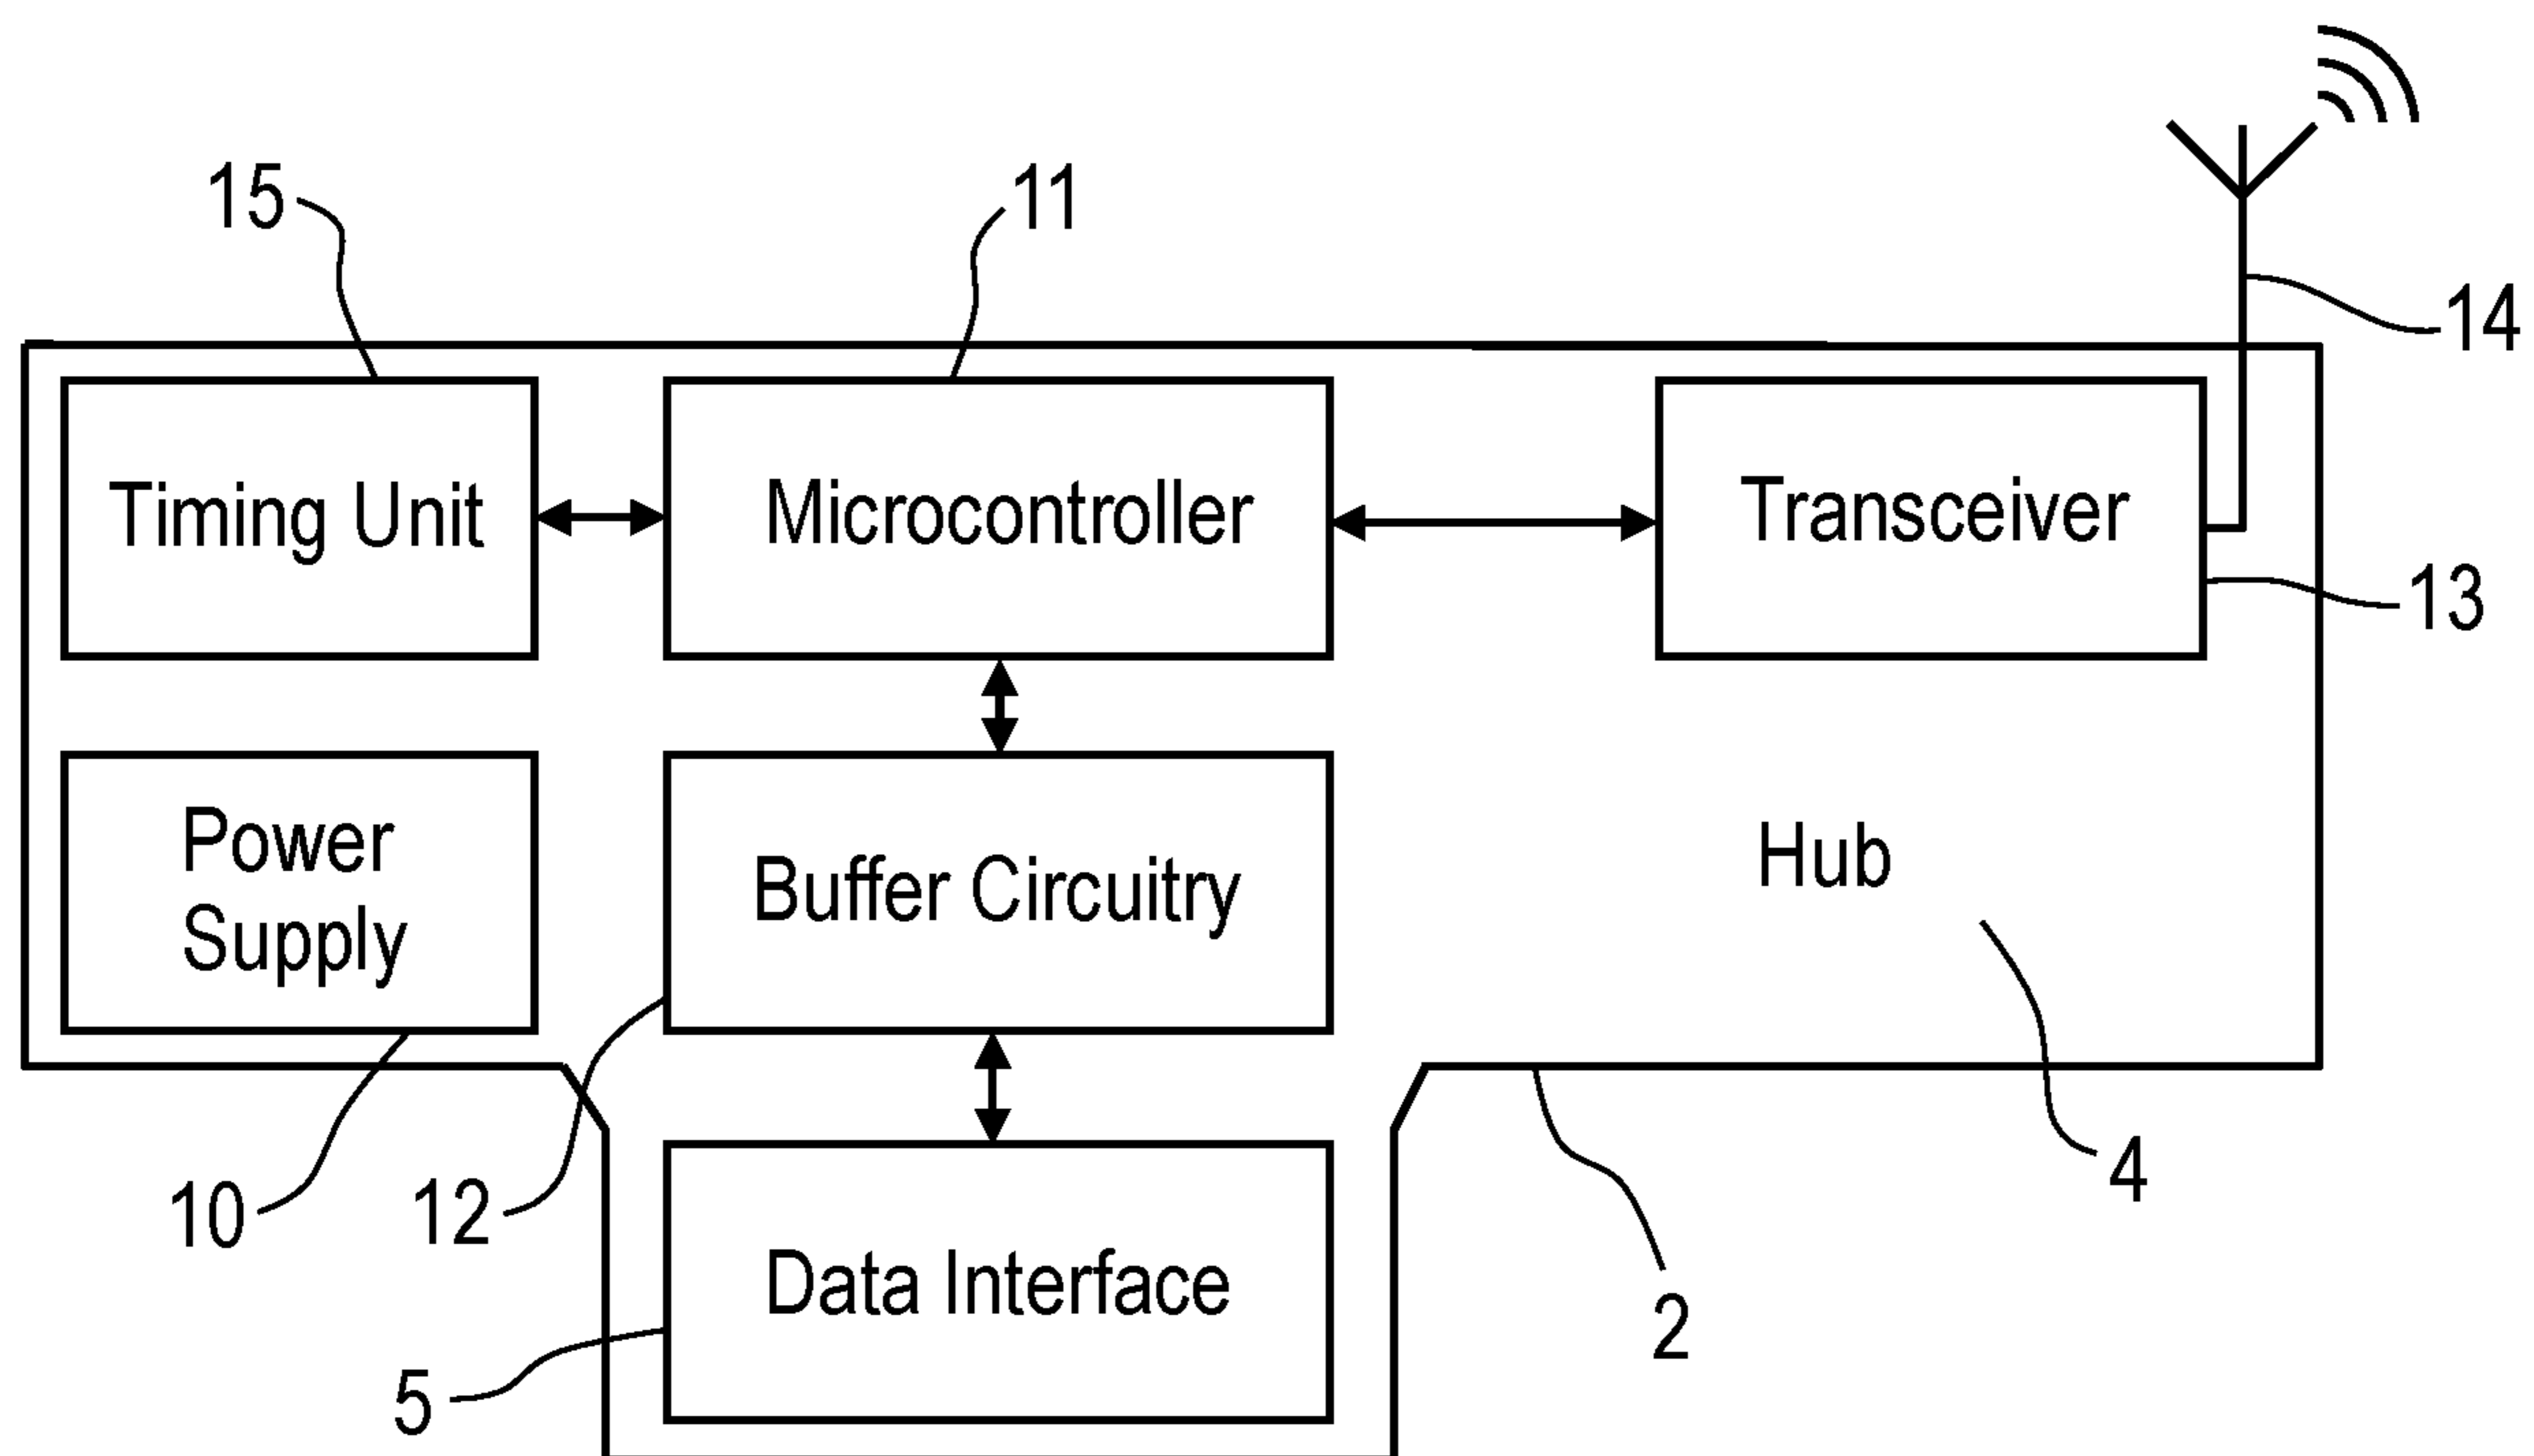 15
11
14
Timing Unit
Microcontroller
Transceiver
13
Power
Supply
Buffer Circuitry
Hub
10
12
4
Data Interface
2
5